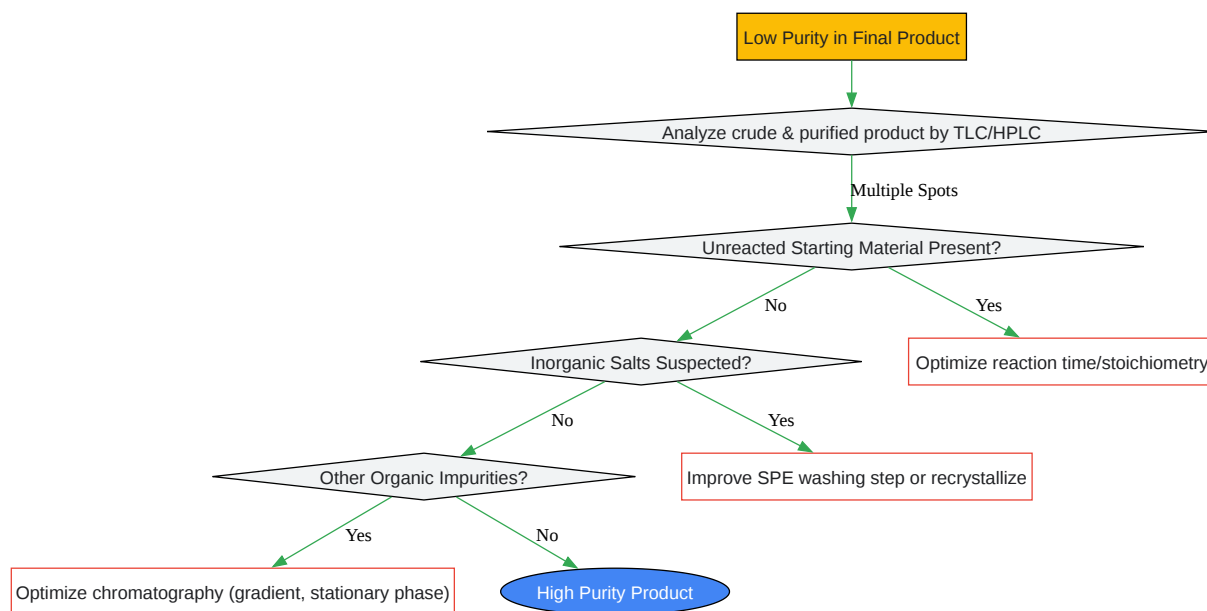 Low Purity in Final Product
Analyze crude & purified product by TLC/HPLC
Multiple Spots
Unreacted Starting Material Present?
No
Yes
Inorganic Salts Suspected?
Optimize reaction time/stoichiometry
No
Yes
Other Organic Impurities?
Improve SPE washing step or recrystallize
Yes
No
Optimize chromatography (gradient, stationary phase)
High Purity Product